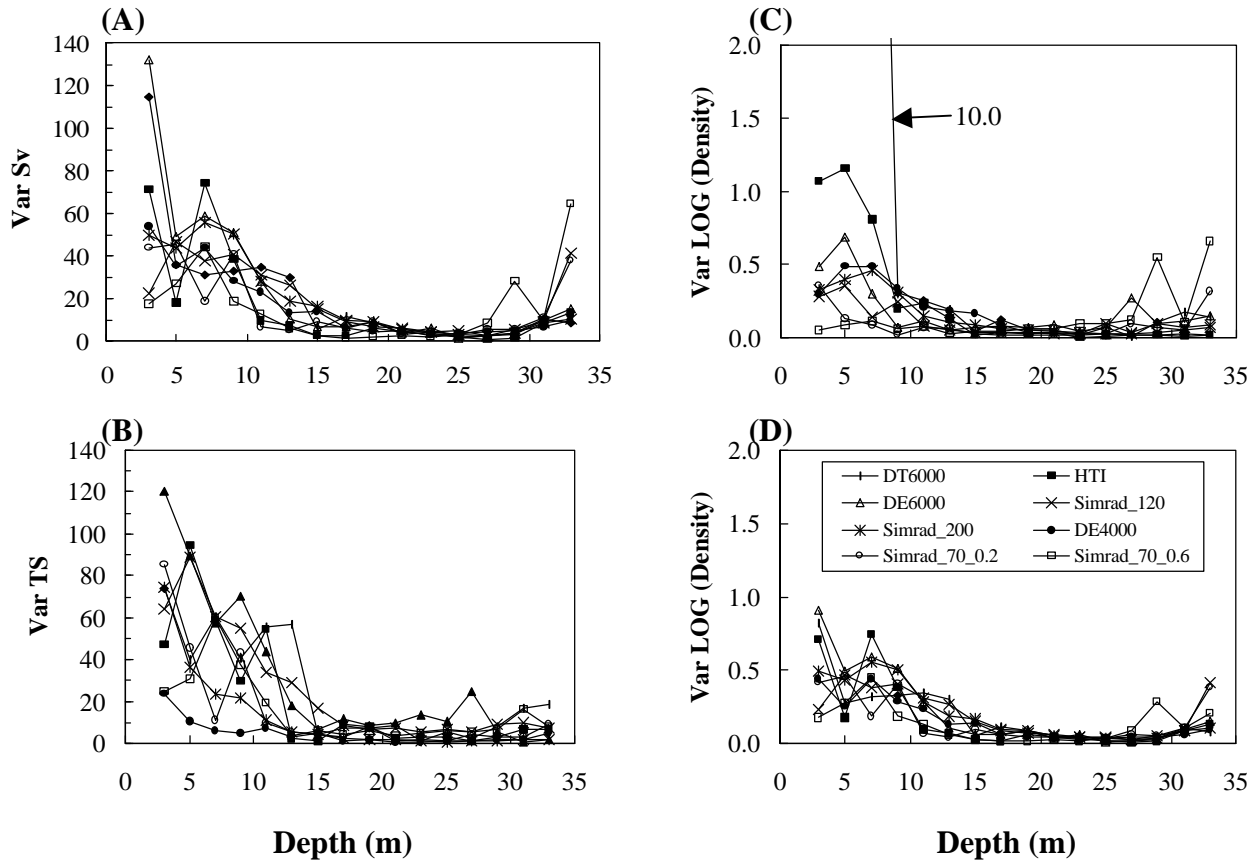 (A)
140
120
100
80
60
40
20
0
Var Sv
0 5 10 15 20 25 30 35
(C)
2.0
1.5
1.0
0.5
0.0
Var LOG (Density)
10.0
0 5 10 15 20 25 30 35
(B)
140
120
100
80
60
40
20
0
Var TS
0 5 10 15 20 25 30 35
Depth (m)
(D)
2.0
1.5
1.0
0.5
0.0
Var LOG (Density)
DT6000 HTI
DE6000 Simrad_120
Simrad_200 DE4000
Simrad_70_0.2 Simrad_70_0.6
0 5 10 15 20 25 30 35
Depth (m)